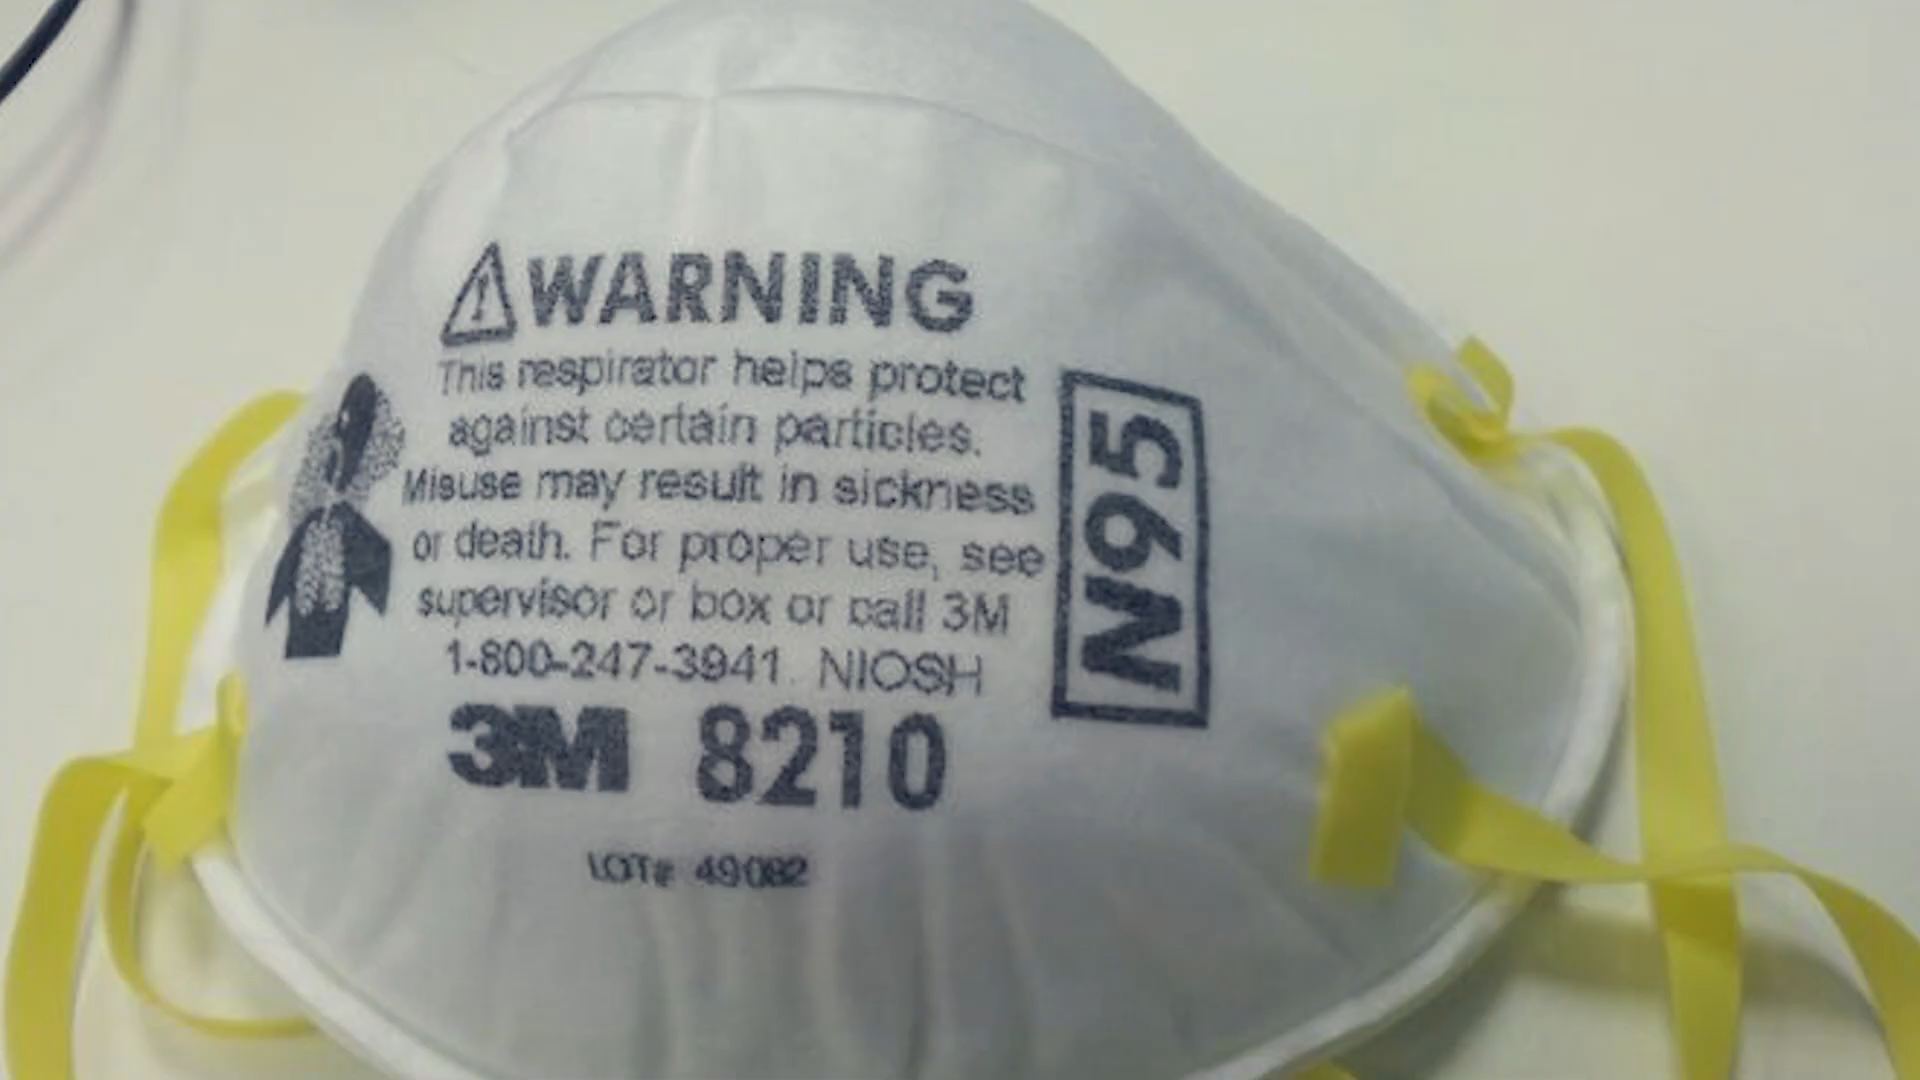 WARNING
This respirator helps protect
against certain particles.
Misuse may result in sickness
or death. For proper use, see
supervisor or box or call 3M
1-800-247-3941. NIOSH
3M 8210
LOT# 49082
N95